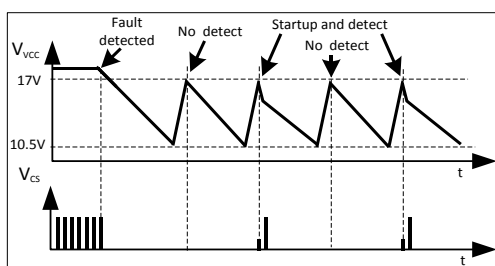 Fault
detected
No detect
Startup and detect
No detect
VVCC
17V
10.5V
t
VCS
t